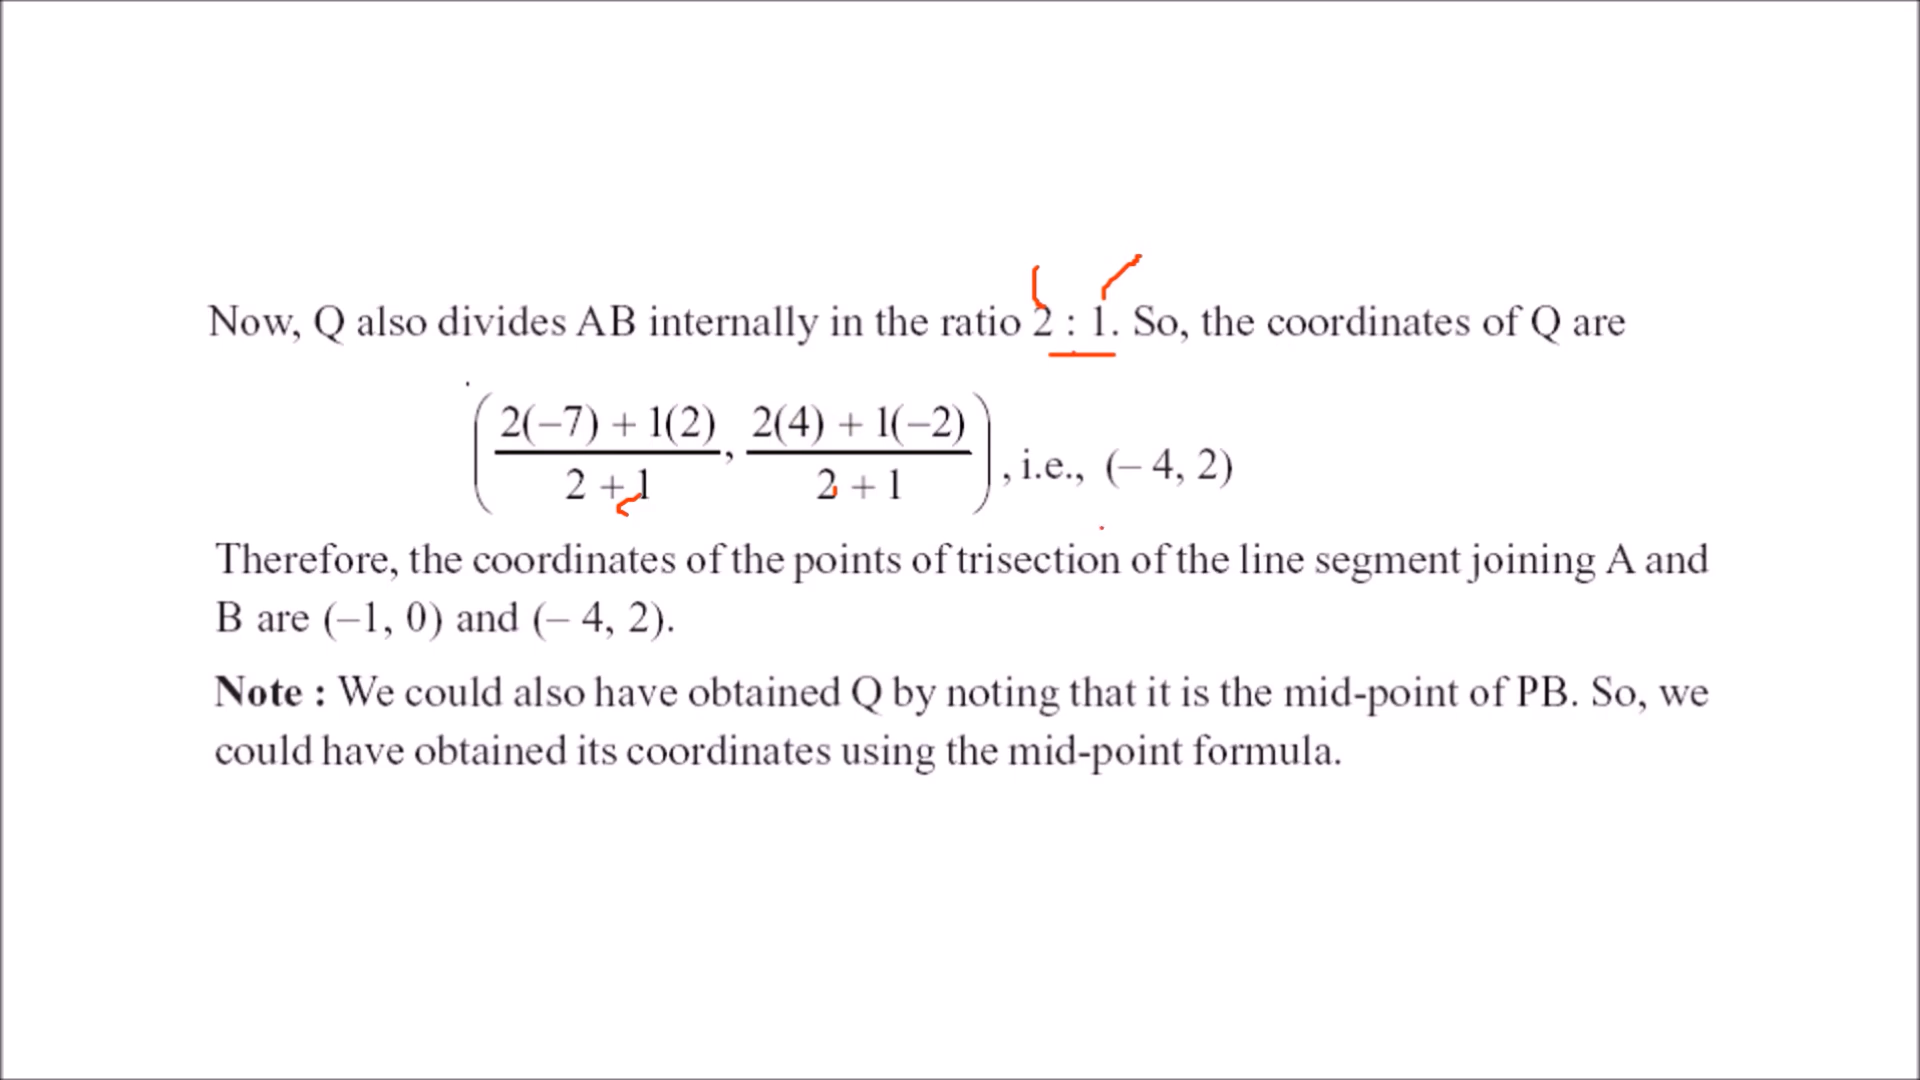 Now, Q also divides AB internally in the ratio 2 : 1. So, the coordinates of Q are
(2(–7) + 1(2) / 2 + 1, 2(4) + 1(–2) / 2 + 1), i.e., (– 4, 2)
Therefore, the coordinates of the points of trisection of the line segment joining A and
B are (–1, 0) and (– 4, 2).
Note : We could also have obtained Q by noting that it is the mid-point of PB. So, we
could have obtained its coordinates using the mid-point formula.